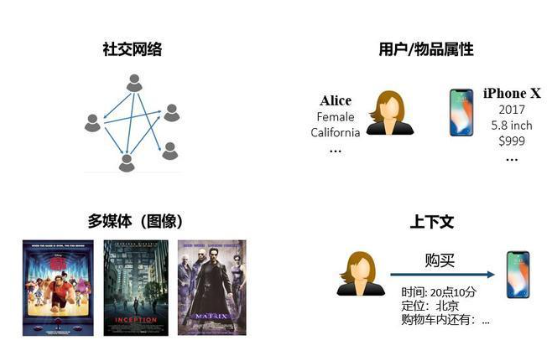 社交网络
用户/物品属性
Alice
Female
California
...
iPhone X
2017
5.8 inch
$999
...
多媒体（图像）
上下文
INCEPTION
MATRIX
购买
时间: 20点10分
定位：北京
购物车内还有：...